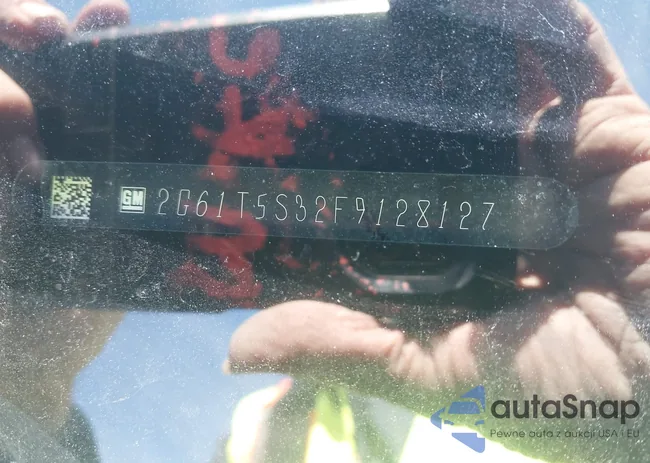 GM 2G61T5S32F9128127
autaSnap
Pewne auta z aukcji USA i EU